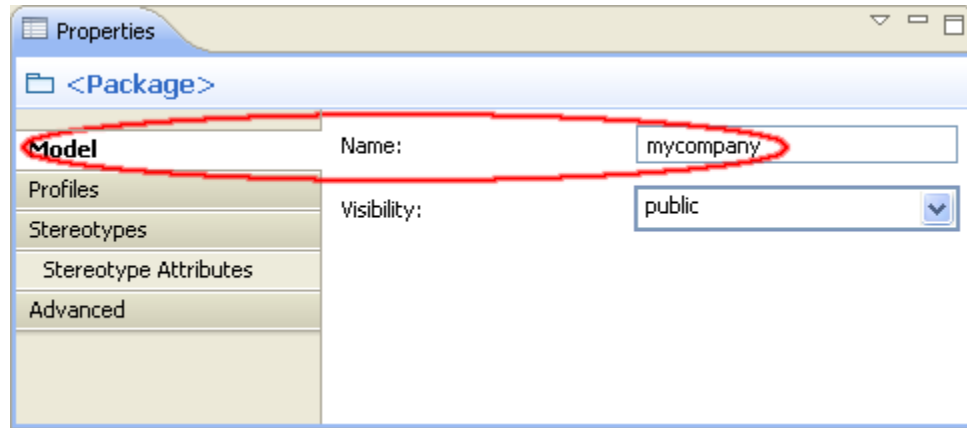 Properties
<Package>
Model
Name:
mycompany
Profiles
Visibility:
public
Stereotypes
Stereotype Attributes
Advanced